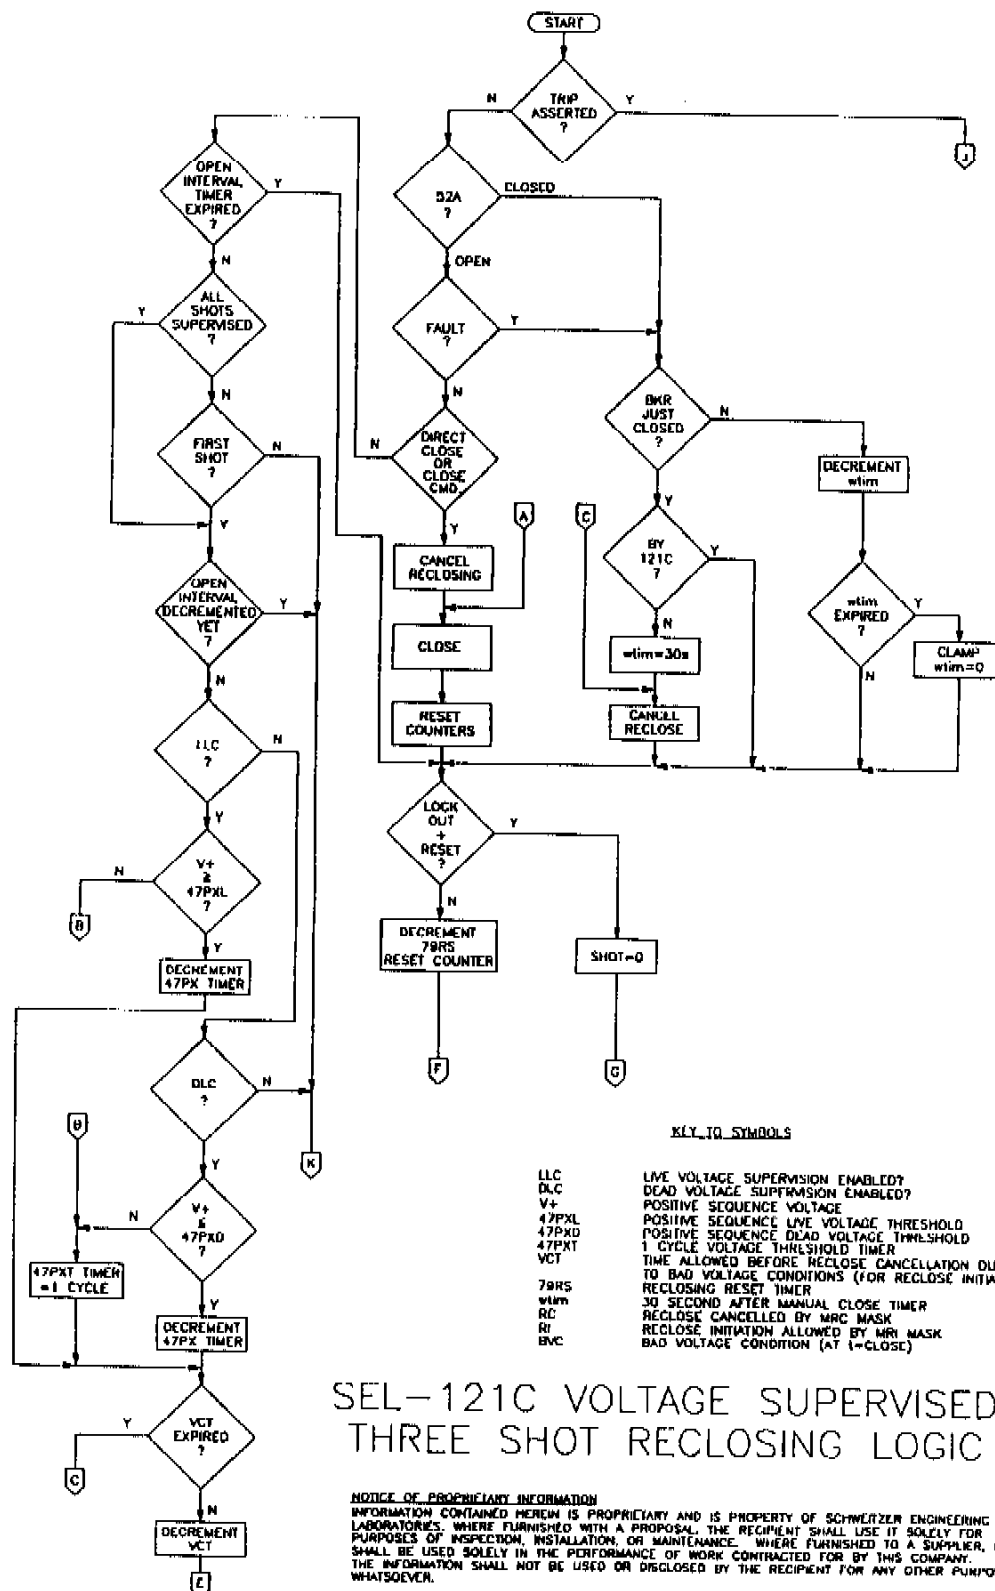 START
TRIP
ASSERTED
?
N
Y
J
52A
?
CLOSED
OPEN
OPEN
INTERVAL
TIMER
EXPIRED
?
Y
N
FAULT
?
Y
N
ALL
SHOTS
SUPERVISED
?
Y
N
BKR
JUST
CLOSED
?
N
Y
DIRECT
CLOSE
OR
CLOSE
CMD.
N
Y
FIRST
SHOT
?
N
Y
DECREMENT
wtim
A
C
BY
121C
?
Y
N
CANCEL
RECLOSING
OPEN
INTERVAL
DECREMENTED
YET
?
Y
N
wtim
EXPIRED
?
Y
N
CLOSE
wtim=30s
CLAMP
wtim=0
RESET
COUNTERS
CANCEL
RECLOSE
LLC
?
N
Y
LOCK
OUT
+
RESET
?
Y
N
V+
≥
47PXL
?
N
Y
B
DECREMENT
79RS
RESET COUNTER
SHOT=0
DECREMENT
47PX TIMER
F
G
DLC
?
N
Y
K
B
V+
≤
47PXD
?
N
Y
47PXT TIMER
=1 CYCLE
DECREMENT
47PX TIMER
VCT
EXPIRED
?
Y
N
C
DECREMENT
VCT
E
KEY TO SYMBOLS
LLC LIVE VOLTAGE SUPERVISION ENABLED?
DLC DEAD VOLTAGE SUPERVISION ENABLED?
V+ POSITIVE SEQUENCE VOLTAGE
47PXL POSITIVE SEQUENCE LIVE VOLTAGE THRESHOLD
47PXD POSITIVE SEQUENCE DEAD VOLTAGE THRESHOLD
47PXT 1 CYCLE VOLTAGE THRESHOLD TIMER
VCT TIME ALLOWED BEFORE RECLOSE CANCELLATION DU
TO BAD VOLTAGE CONDITIONS (FOR RECLOSE INITIA
79RS RECLOSING RESET TIMER
wtim 30 SECOND AFTER MANUAL CLOSE TIMER
RC RECLOSE CANCELLED BY MRC MASK
RI RECLOSE INITIATION ALLOWED BY MRI MASK
BVC BAD VOLTAGE CONDITION (AT t=CLOSE)
SEL-121C VOLTAGE SUPERVISED
THREE SHOT RECLOSING LOGIC
NOTICE OF PROPRIETARY INFORMATION
INFORMATION CONTAINED HEREIN IS PROPRIETARY AND IS PROPERTY OF SCHWEITZER ENGINEERING
LABORATORIES. WHERE FURNISHED WITH A PROPOSAL, THE RECIPIENT SHALL USE IT SOLELY FOR
PURPOSES OF INSPECTION, INSTALLATION, OR MAINTENANCE. WHERE FURNISHED TO A SUPPLIER,
SHALL BE USED SOLELY IN THE PERFORMANCE OF WORK CONTRACTED FOR BY THIS COMPANY.
THE INFORMATION SHALL NOT BE USED OR DISCLOSED BY THE RECIPIENT FOR ANY OTHER PURPO
WHATSOEVER.